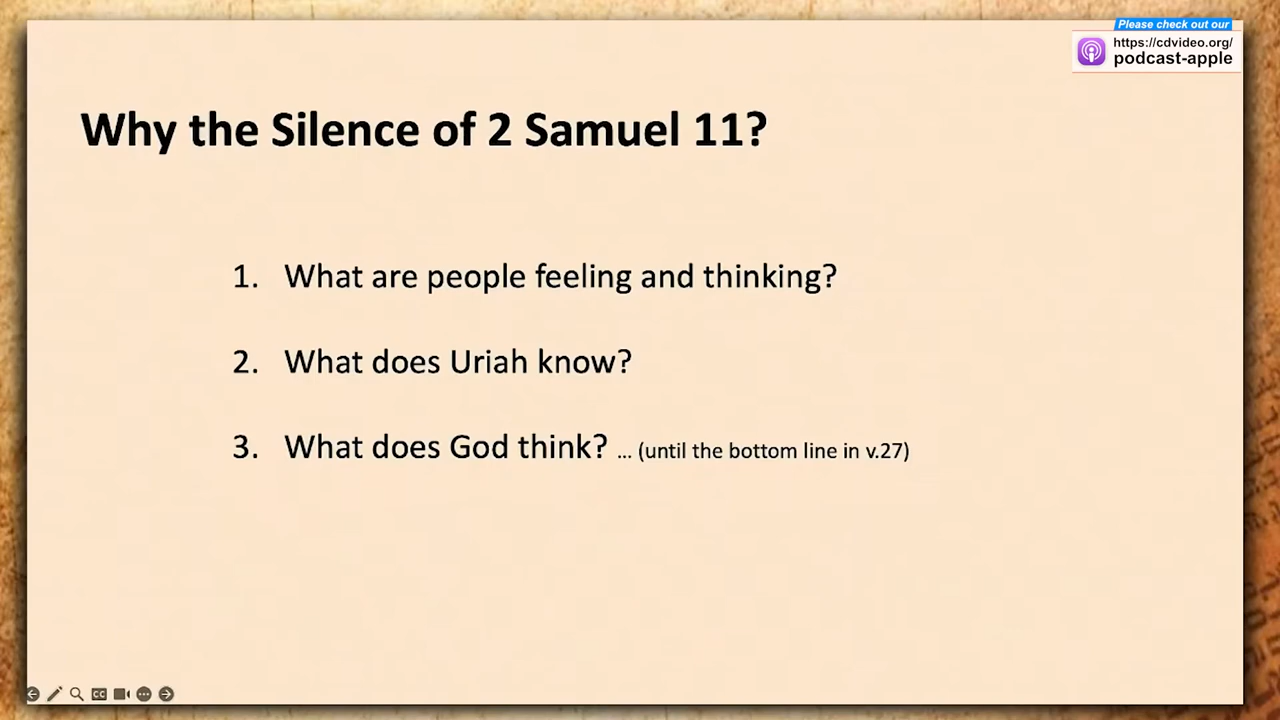 Please check out our
https://cdvideo.org/
podcast-apple
Why the Silence of 2 Samuel 11?
1. What are people feeling and thinking?
2. What does Uriah know?
3. What does God think? ... (until the bottom line in v.27)
CC